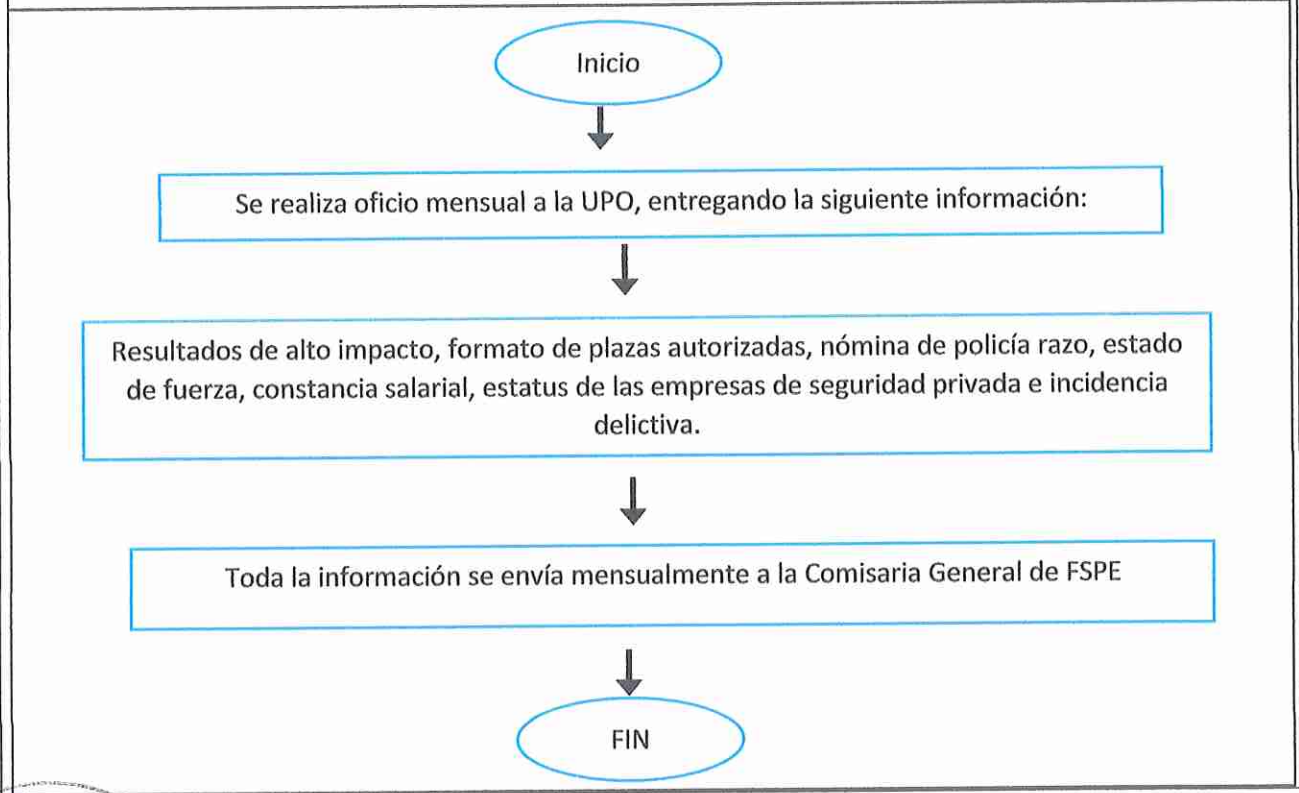 Inicio
Se realiza oficio mensual a la UPO, entregando la siguiente información:
Resultados de alto impacto, formato de plazas autorizadas, nómina de policía razo, estado
de fuerza, constancia salarial, estatus de las empresas de seguridad privada e incidencia
delictiva.
Toda la información se envía mensualmente a la Comisaria General de FSPE
FIN